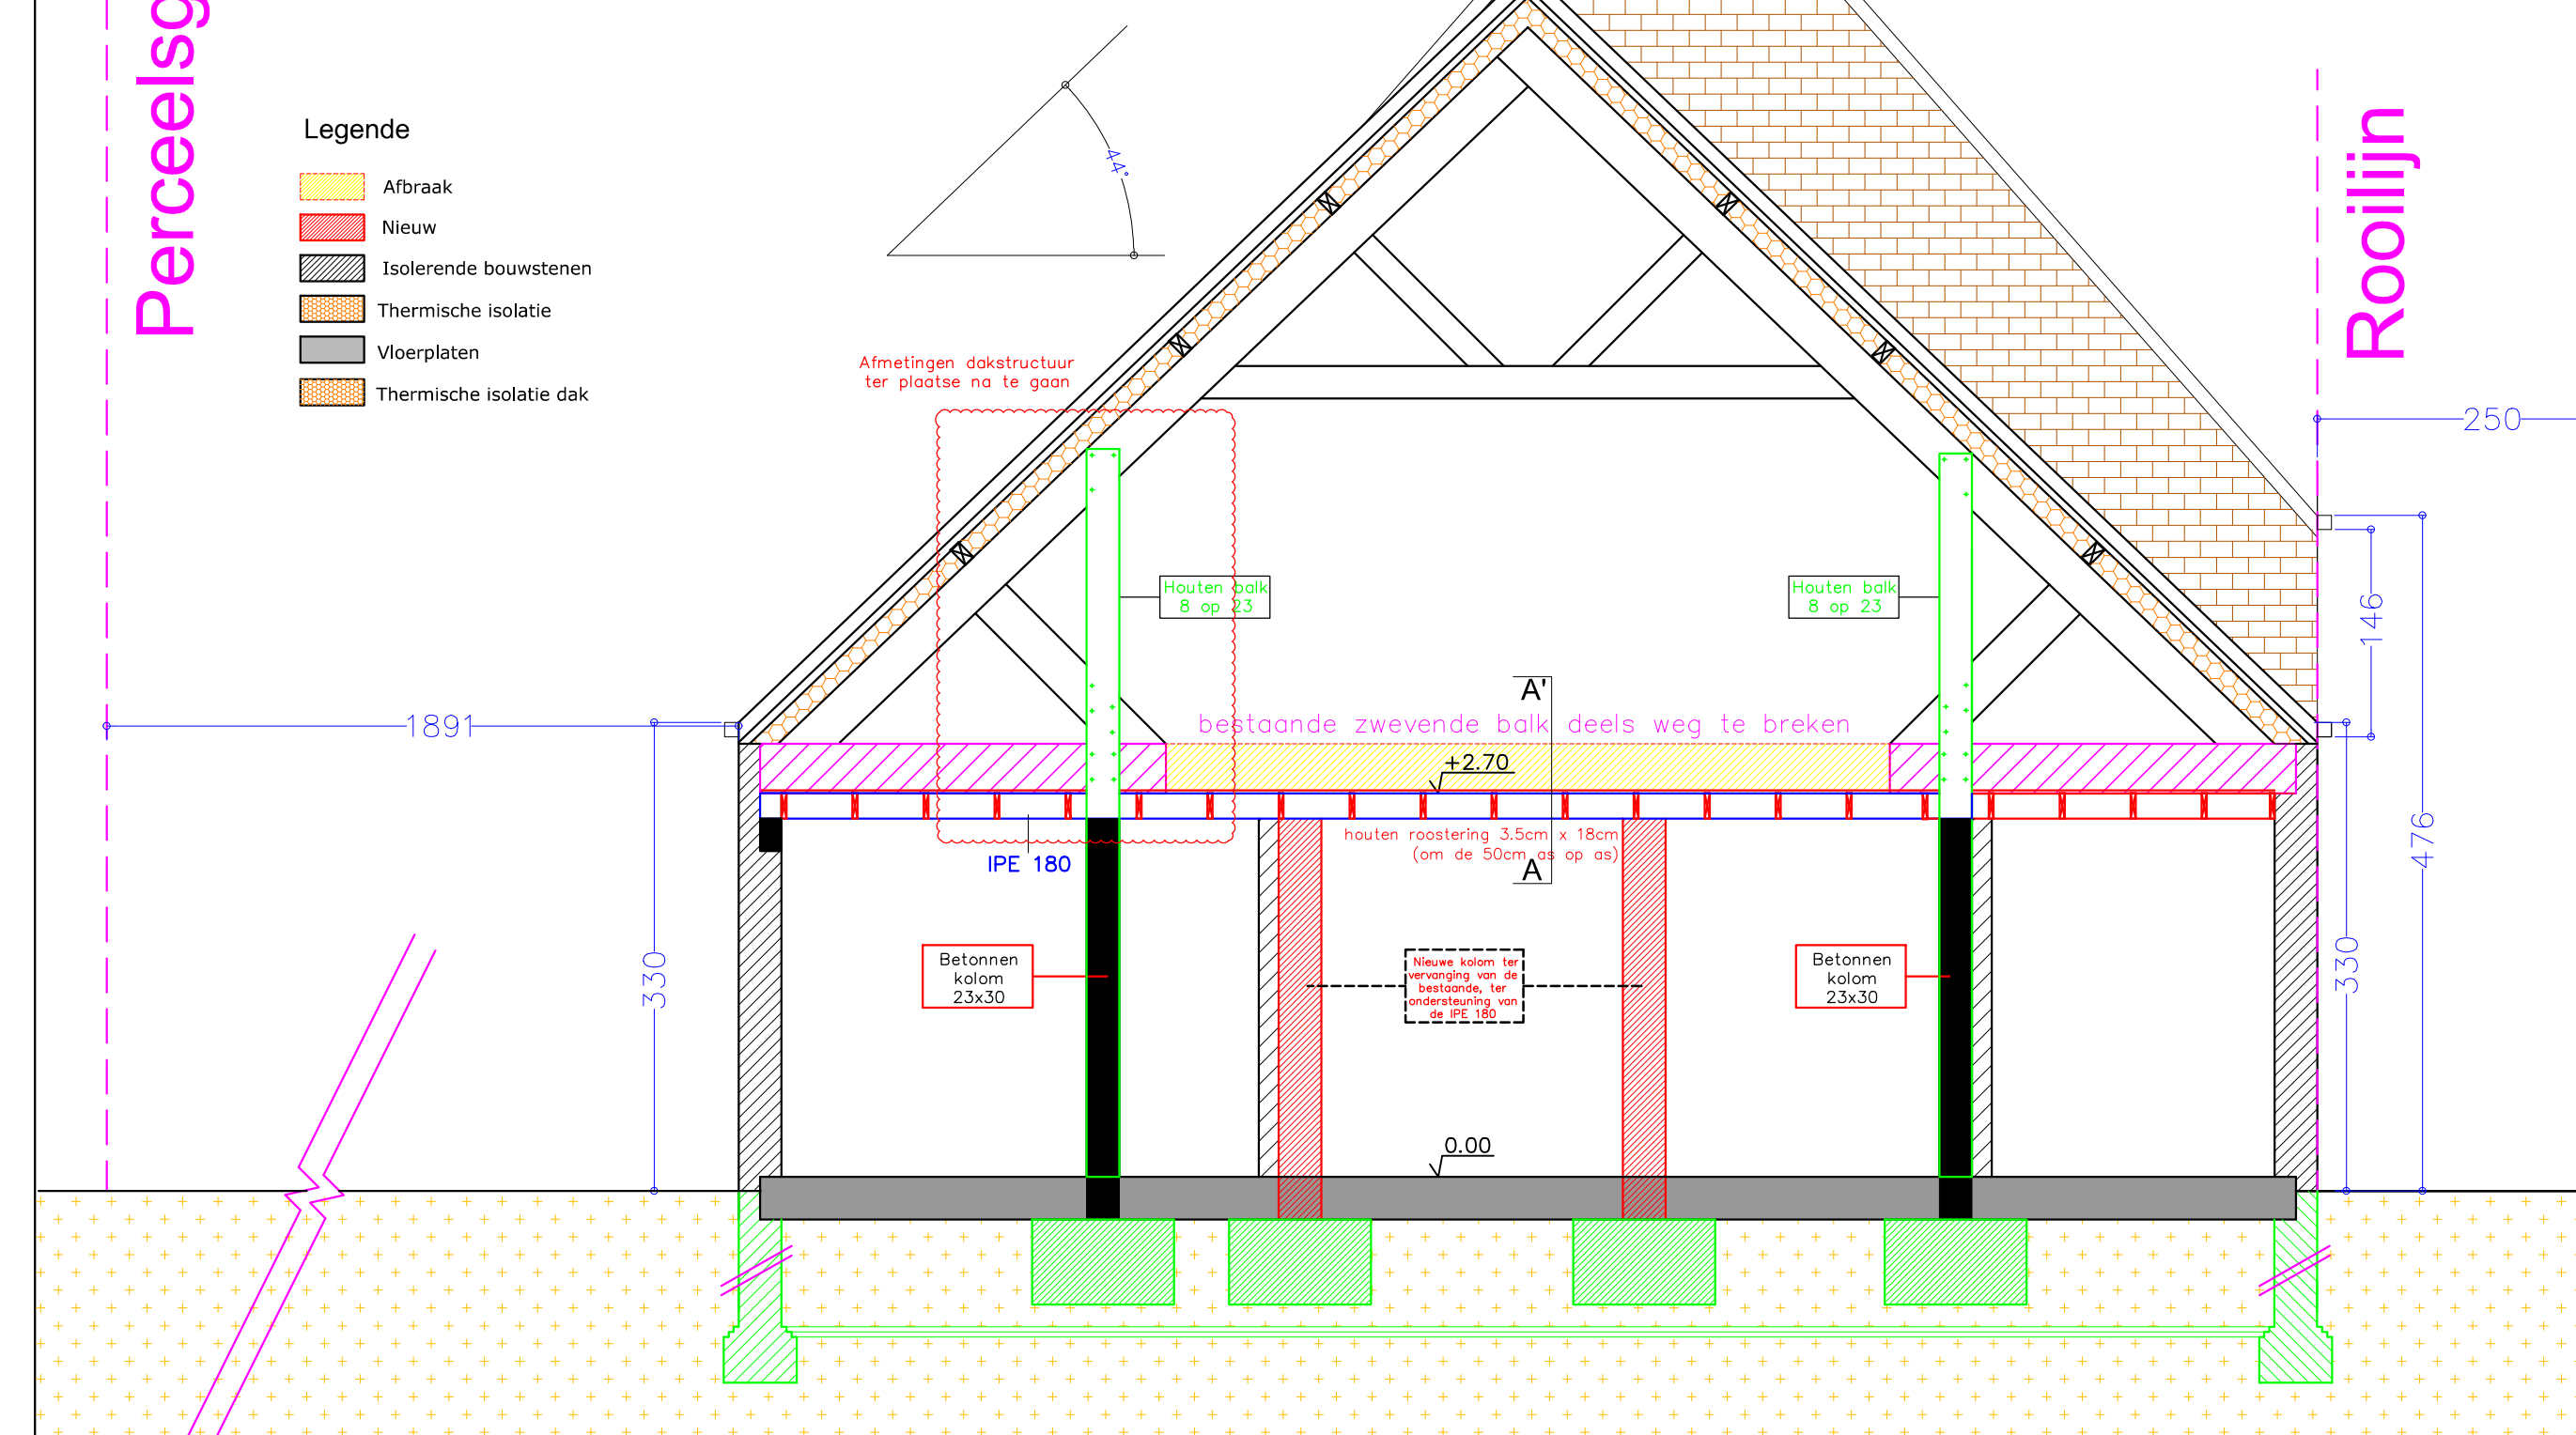 Perceelsg
Legende
Afbraak
Nieuw
Isolerende bouwstenen
Thermische isolatie
Vloerplaten
Thermische isolatie dak
44°
Rooilijn
250
Afmetingen dakstructuur
ter plaatse na te gaan
Houten balk
8 op 23
Houten balk
8 op 23
146
476
330
1891
330
A'
bestaande zwevende balk deels weg te breken
+2.70
houten roostering 3.5cm x 18cm
(om de 50cm as op as)
A
IPE 180
Betonnen
kolom
23x30
Nieuwe kolom ter
vervanging van de
bestaande, ter
ondersteuning van
de IPE 180
Betonnen
kolom
23x30
0.00